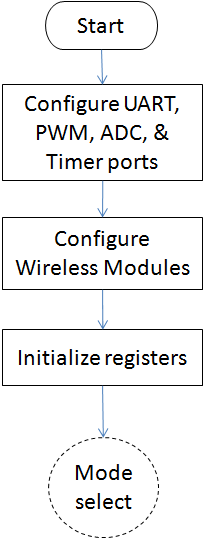 Start
Configure UART,
PWM, ADC, &
Timer ports
Configure
Wireless Modules
Initialize registers
Mode
select